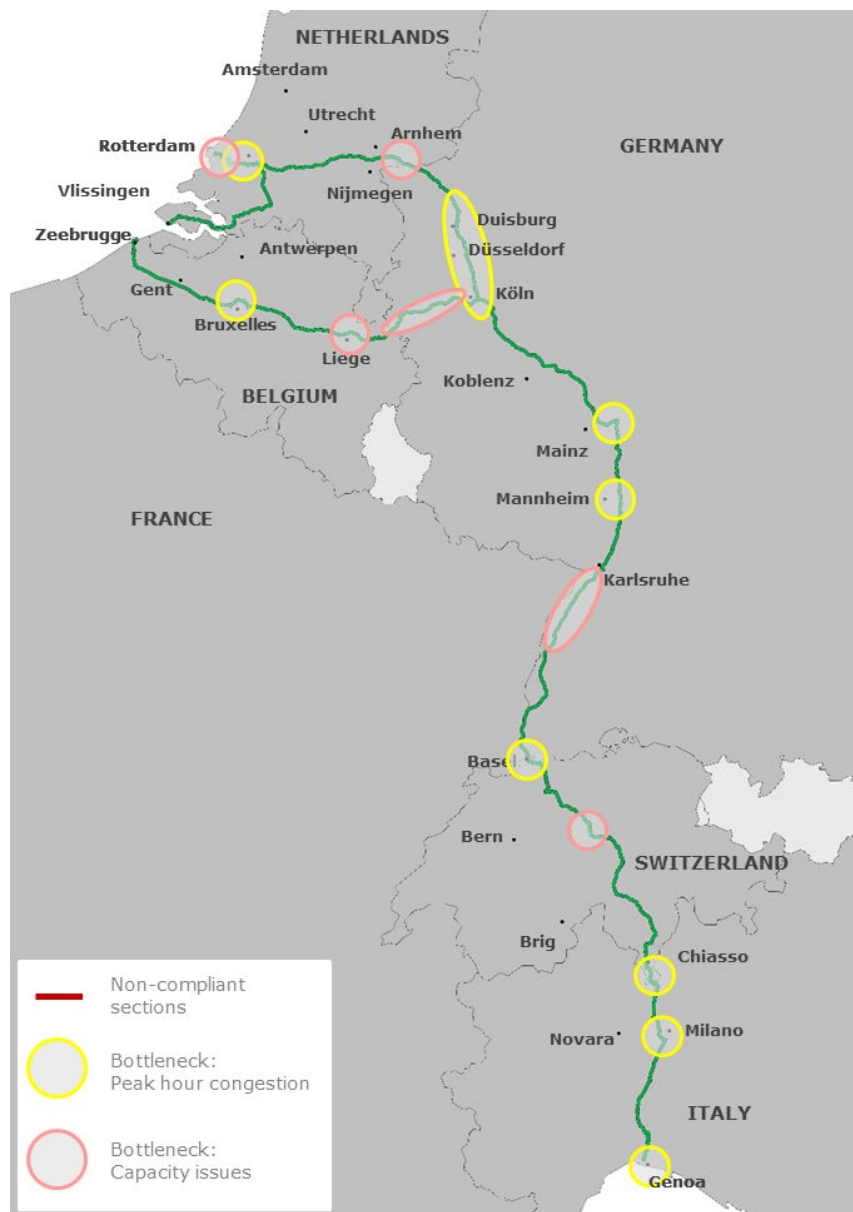 NETHERLANDS
Amsterdam
Utrecht
Rotterdam
Arnhem
GERMANY
Vlissingen
Nijmegen
Zeebrugge
Duisburg
Antwerpen
Düsseldorf
Gent
Köln
Bruxelles
Liege
Koblenz
BELGIUM
Mainz
Mannheim
FRANCE
Karlsruhe
Basel
Bern
SWITZERLAND
Brig
Chiasso
Novara
Milano
ITALY
Genoa
Non-compliant
sections
Bottleneck:
Peak hour congestion
Bottleneck:
Capacity issues